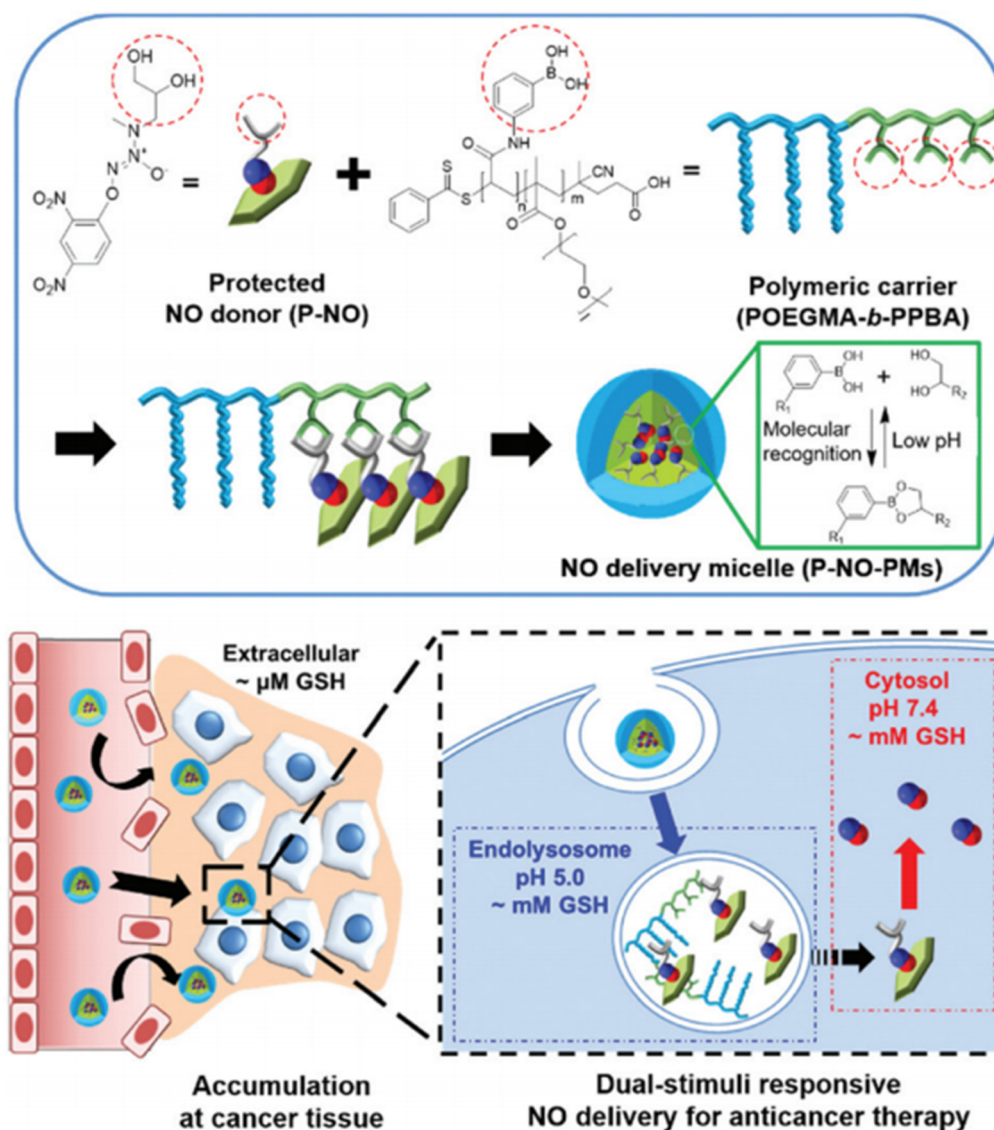 OH
OH
N
N⁺
N
O⁻
O
NO₂
NO₂
=
Protected
NO donor (P-NO)
+
OH
B
OH
NH
O
S
S
n
m
CN
OH
O
O
O
O
=
Polymeric carrier
(POEGMA-b-PPBA)
OH
B
OH
R₁
+
HO
HO
R₂
Molecular
recognition
Low pH
O
B
O
R₂
R₁
NO delivery micelle (P-NO-PMs)
Extracellular
~ μM GSH
Cytosol
pH 7.4
~ mM GSH
Endolysosome
pH 5.0
~ mM GSH
Accumulation
at cancer tissue
Dual-stimuli responsive
NO delivery for anticancer therapy